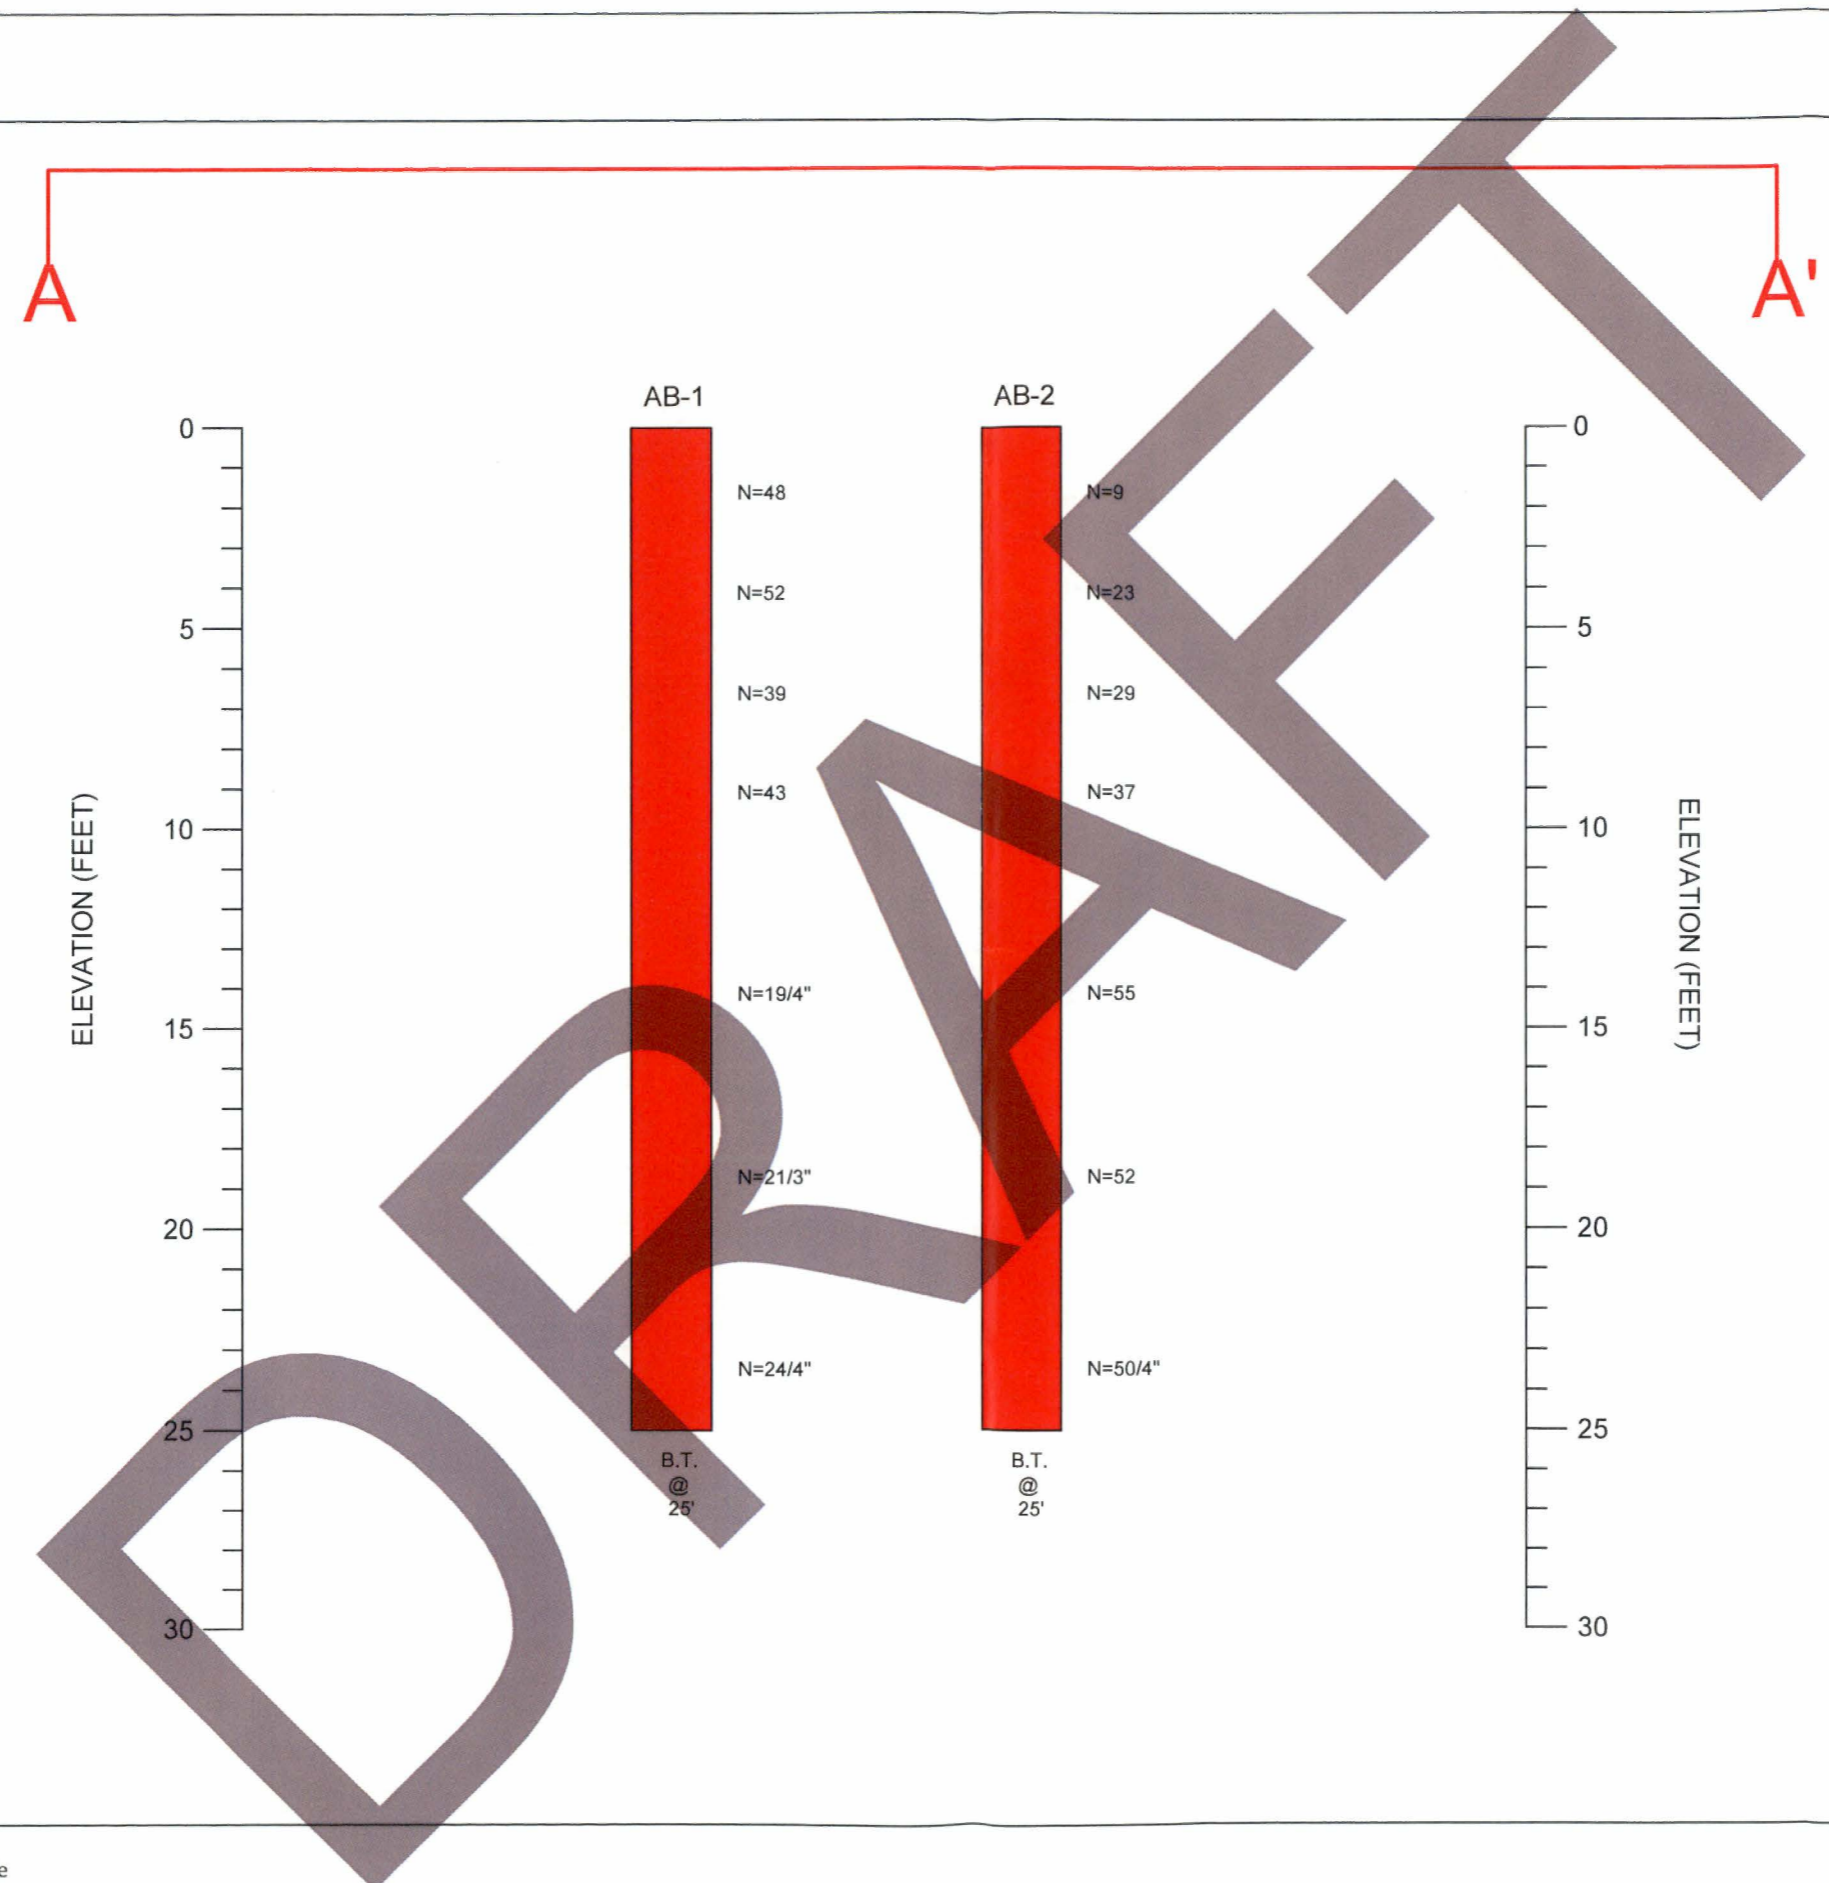 A
A'
AB-1
AB-2
0
5
10
15
20
25
30
ELEVATION (FEET)
N=48
N=52
N=39
N=43
N=19/4"
N=21/3"
N=24/4"
B.T.
@
25'
N=9
N=23
N=29
N=37
N=55
N=52
N=50/4"
B.T.
@
25'
0
5
10
15
20
25
30
ELEVATION (FEET)
DRAFT
e